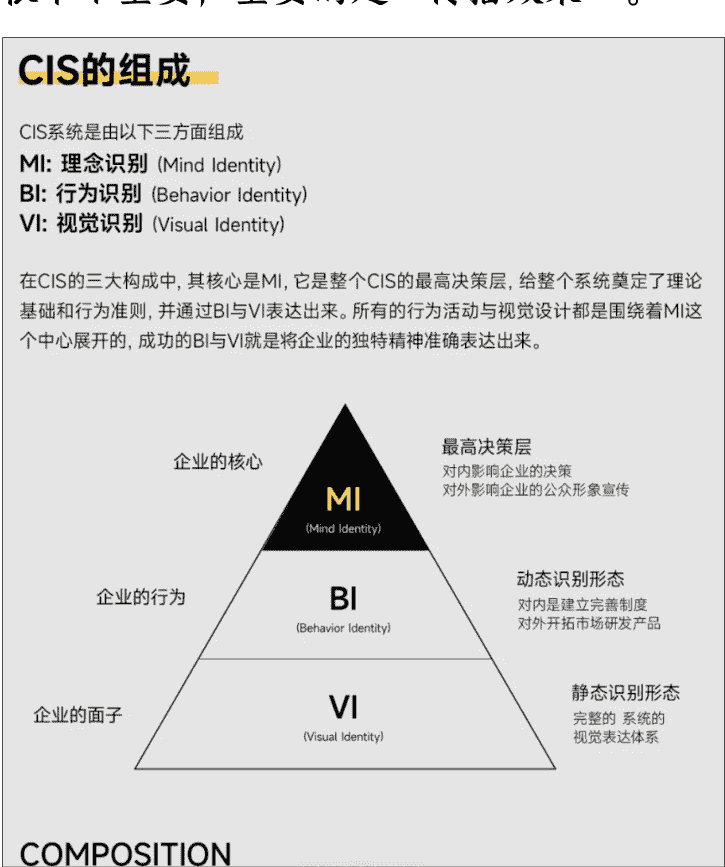 CIS的组成
CIS系统是由以下三方面组成
MI: 理念识别 (Mind Identity)
BI: 行为识别 (Behavior Identity)
VI: 视觉识别 (Visual Identity)
在CIS的三大构成中, 其核心是MI, 它是整个CIS的最高决策层, 给整个系统奠定了理论
基础和行为准则, 并通过BI与VI表达出来。所有的行为活动与视觉设计都是围绕着MI这
个中心展开的, 成功的BI与VI就是将企业的独特精神准确表达出来。
企业的核心
MI
(Mind Identity)
最高决策层
对内影响企业的决策
对外影响企业的公众形象宣传
企业的行为
BI
(Behavior Identity)
动态识别形态
对内是建立完善制度
对外开拓市场研发产品
企业的面子
VI
(Visual Identity)
静态识别形态
完整的 系统的
视觉表达体系
COMPOSITION